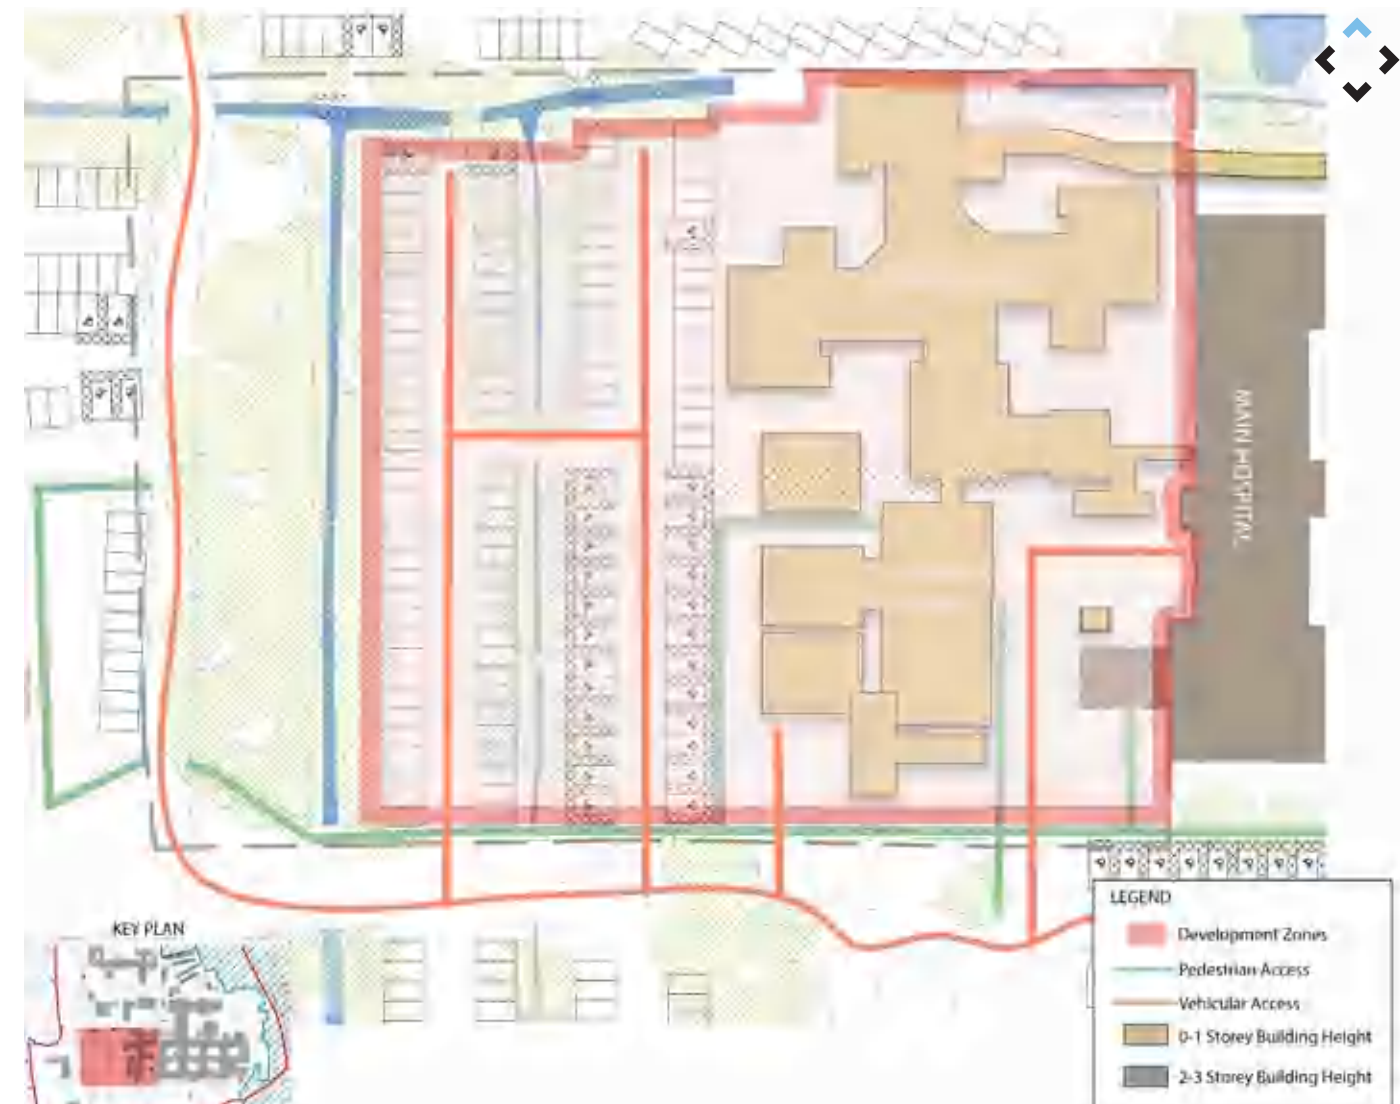 MAIN HOSPITAL
KEY PLAN
LEGEND
Development Zones
Pedestrian Access
Vehicular Access
0-1 Storey Building Height
2-3 Storey Building Height